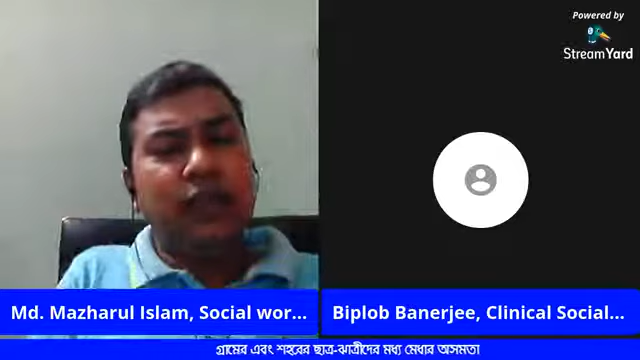 Powered by
StreamYard
Md. Mazharul Islam, Social wor...
Biplob Banerjee, Clinical Social...
গ্রামের এবং শহরের ছাত্র-ঝাত্রীদের মধ্য মেধার অসমতা